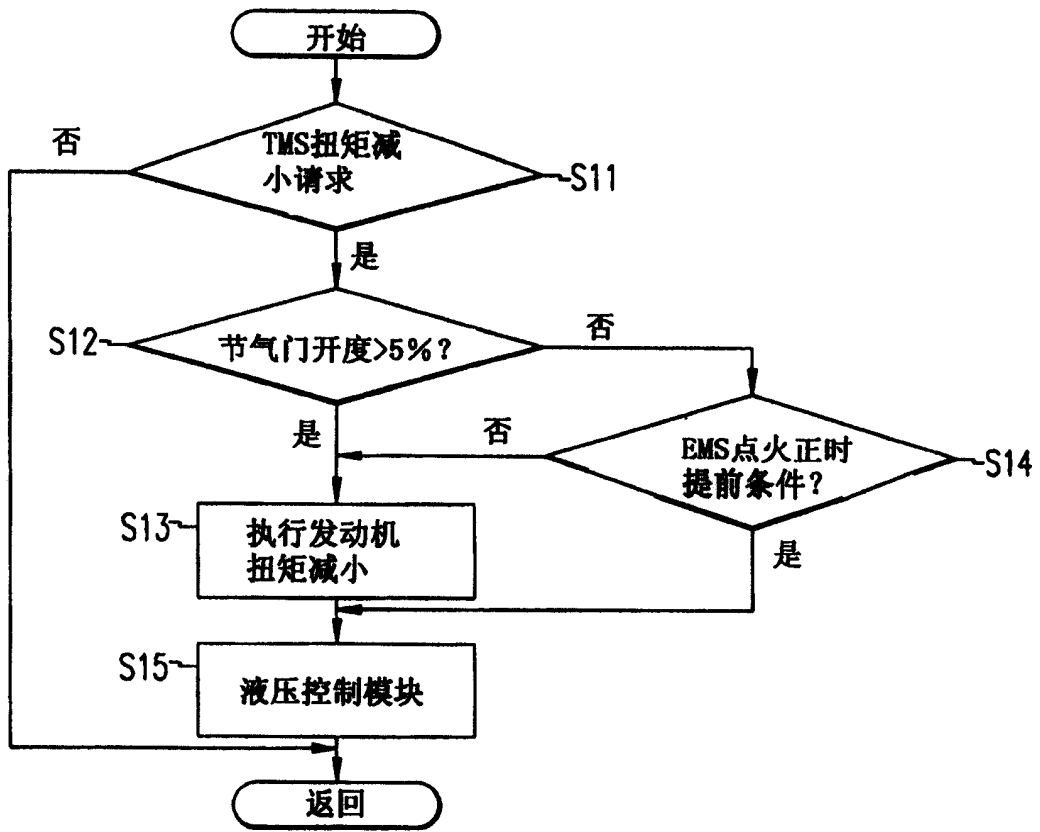 开始
否
TMS扭矩减
小请求
S11
是
S12
节气门开度>5%?
否
是
否
EMS点火正时
提前条件?
S14
S13
执行发动机
扭矩减小
是
S15
液压控制模块
返回